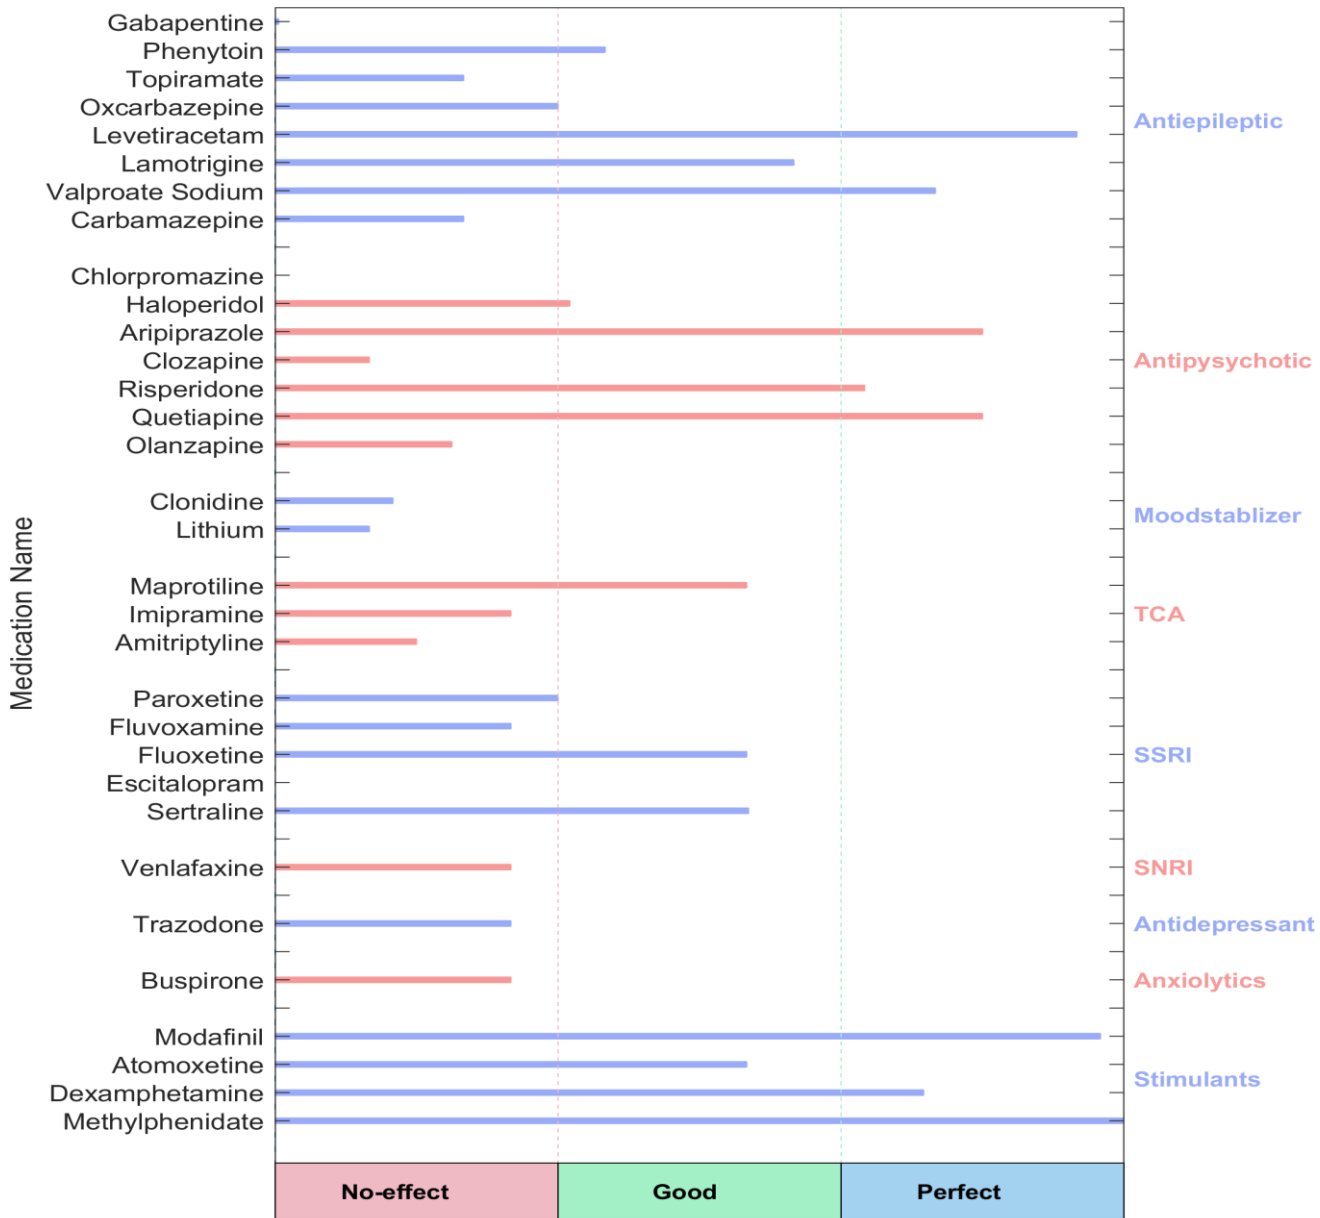 Gabapentine
Phenytoin
Topiramate
Oxcarbazepine
Levetiracetam
Lamotrigine
Valproate Sodium
Carbamazepine
Antiepileptic
Chlorpromazine
Haloperidol
Aripiprazole
Clozapine
Risperidone
Quetiapine
Olanzapine
Antipysychotic
Clonidine
Lithium
Moodstablizer
Maprotiline
Imipramine
Amitriptyline
TCA
Paroxetine
Fluvoxamine
Fluoxetine
Escitalopram
Sertraline
SSRI
Venlafaxine
SNRI
Trazodone
Antidepressant
Buspirone
Anxiolytics
Modafinil
Atomoxetine
Dexamphetamine
Methylphenidate
Stimulants
Medication Name
No-effect
Good
Perfect